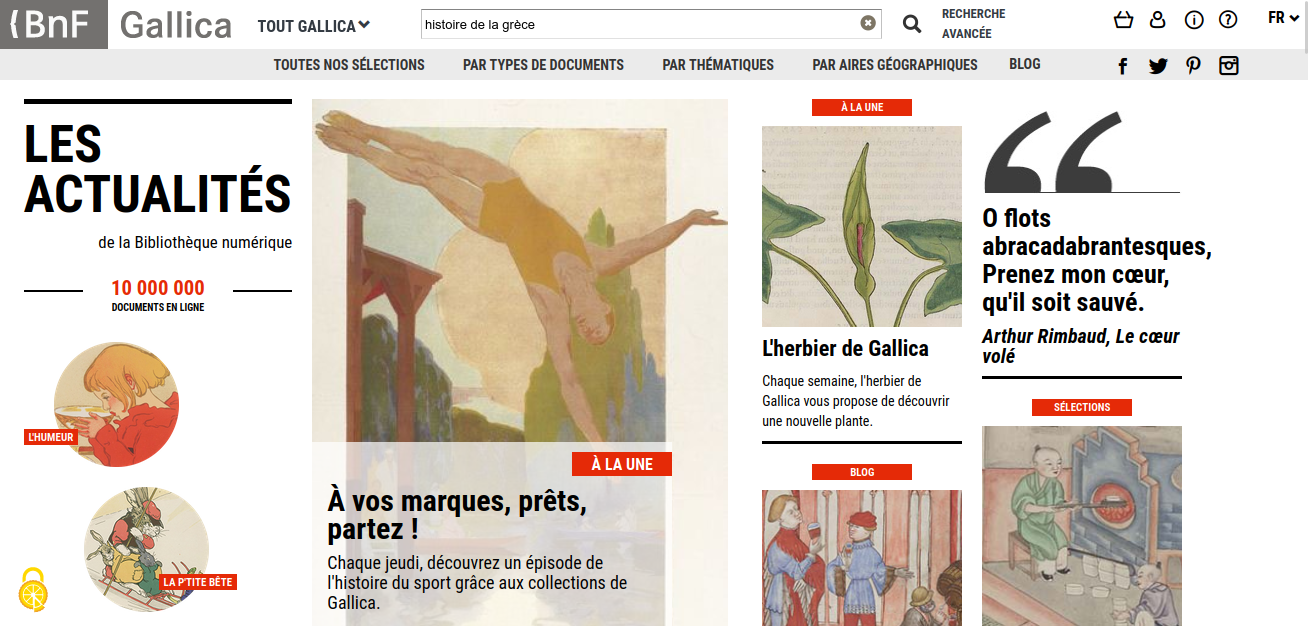 BnF Gallica
TOUT GALLICA
histoire de la grèce
RECHERCHE
AVANCÉE
FR
TOUTES NOS SÉLECTIONS
PAR TYPES DE DOCUMENTS
PAR THÉMATIQUES
PAR AIRES GÉOGRAPHIQUES
BLOG
LES
ACTUALITÉS
de la Bibliothèque numérique
10 000 000
DOCUMENTS EN LIGNE
L'HUMEUR
LA P'TITE BÊTE
À LA UNE
À vos marques, prêts,
partez !
Chaque jeudi, découvrez un épisode de
l'histoire du sport grâce aux collections de
Gallica.
À LA UNE
L'herbier de Gallica
Chaque semaine, l'herbier de
Gallica vous propose de découvrir
une nouvelle plante.
BLOG
O flots
abracadabrantesques,
Prenez mon cœur,
qu'il soit sauvé.
Arthur Rimbaud, Le cœur
volé
SÉLECTIONS